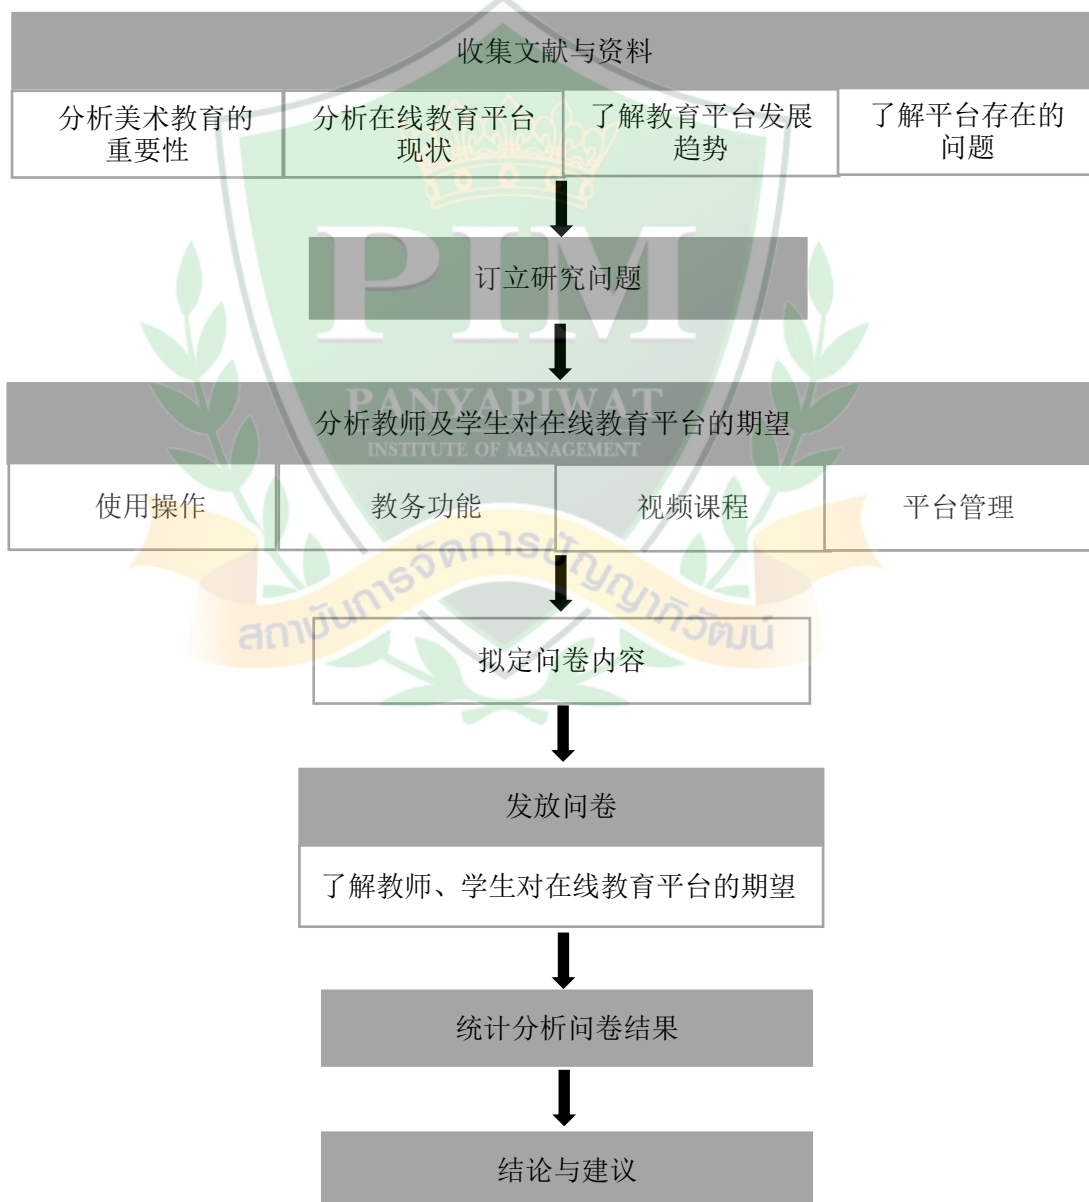 收集文献与资料
分析美术教育的
重要性
分析在线教育平台
现状
了解教育平台发展
趋势
了解平台存在的
问题
PIM
订立研究问题
PANYAPIWAT
分析教师及学生对在线教育平台的期望
INSTITUTE OF MANAGEMENT
使用操作
教务功能
视频课程
平台管理
สถาบันการจัดการปัญญาภิวัฒน์
拟定问卷内容
发放问卷
了解教师、学生对在线教育平台的期望
统计分析问卷结果
结论与建议